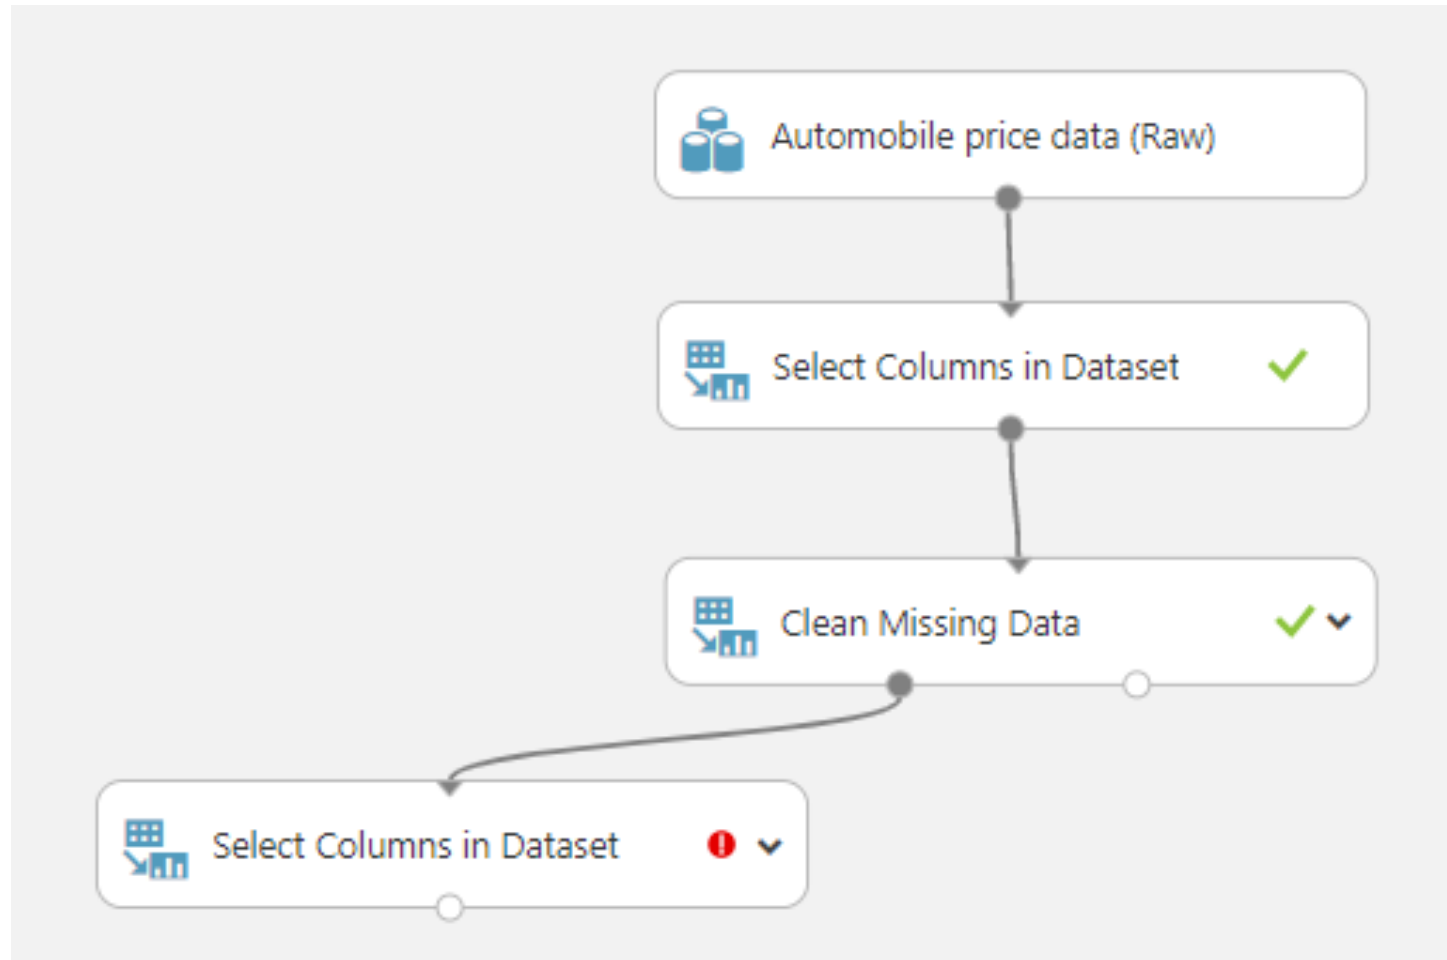 Automobile price data (Raw)
Select Columns in Dataset
Clean Missing Data
Select Columns in Dataset